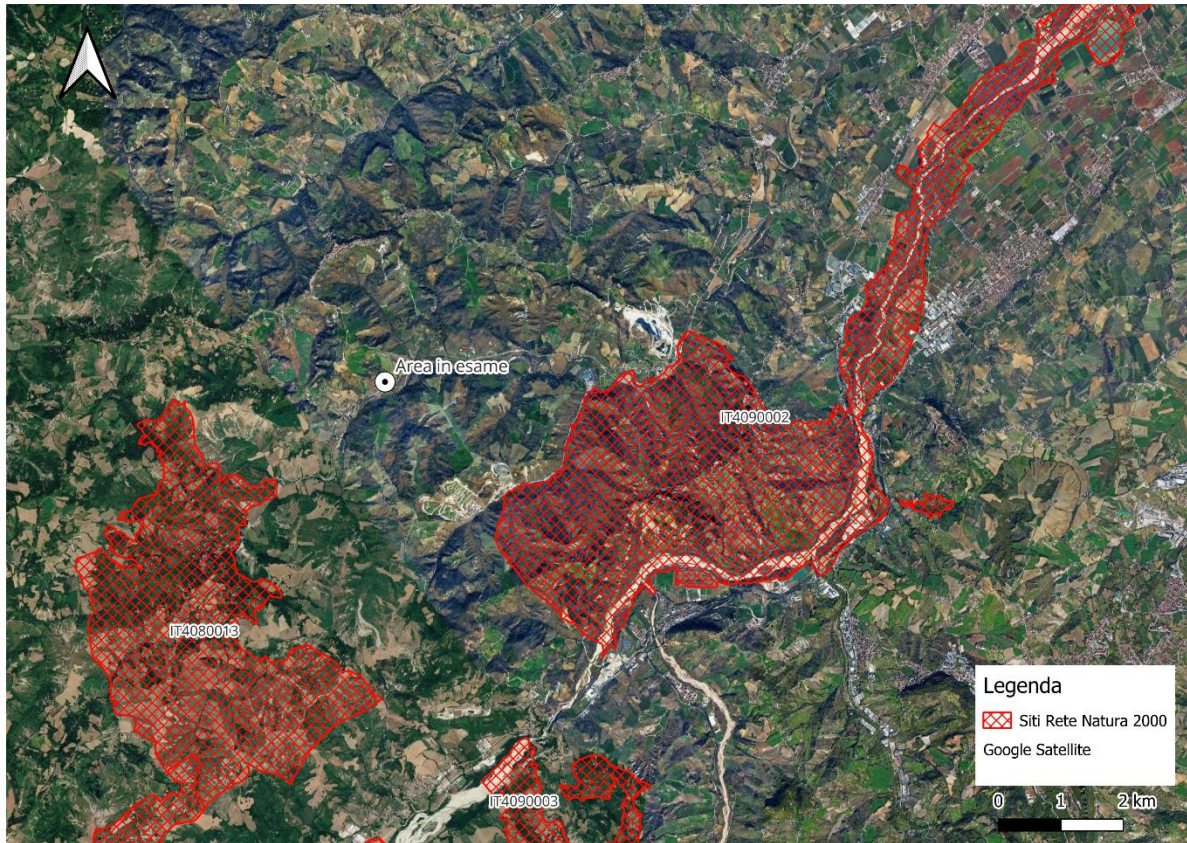 Area in esame
IT4090002
IT4080013
IT4090003
Legenda
Siti Rete Natura 2000
Google Satellite
0 1 2 km